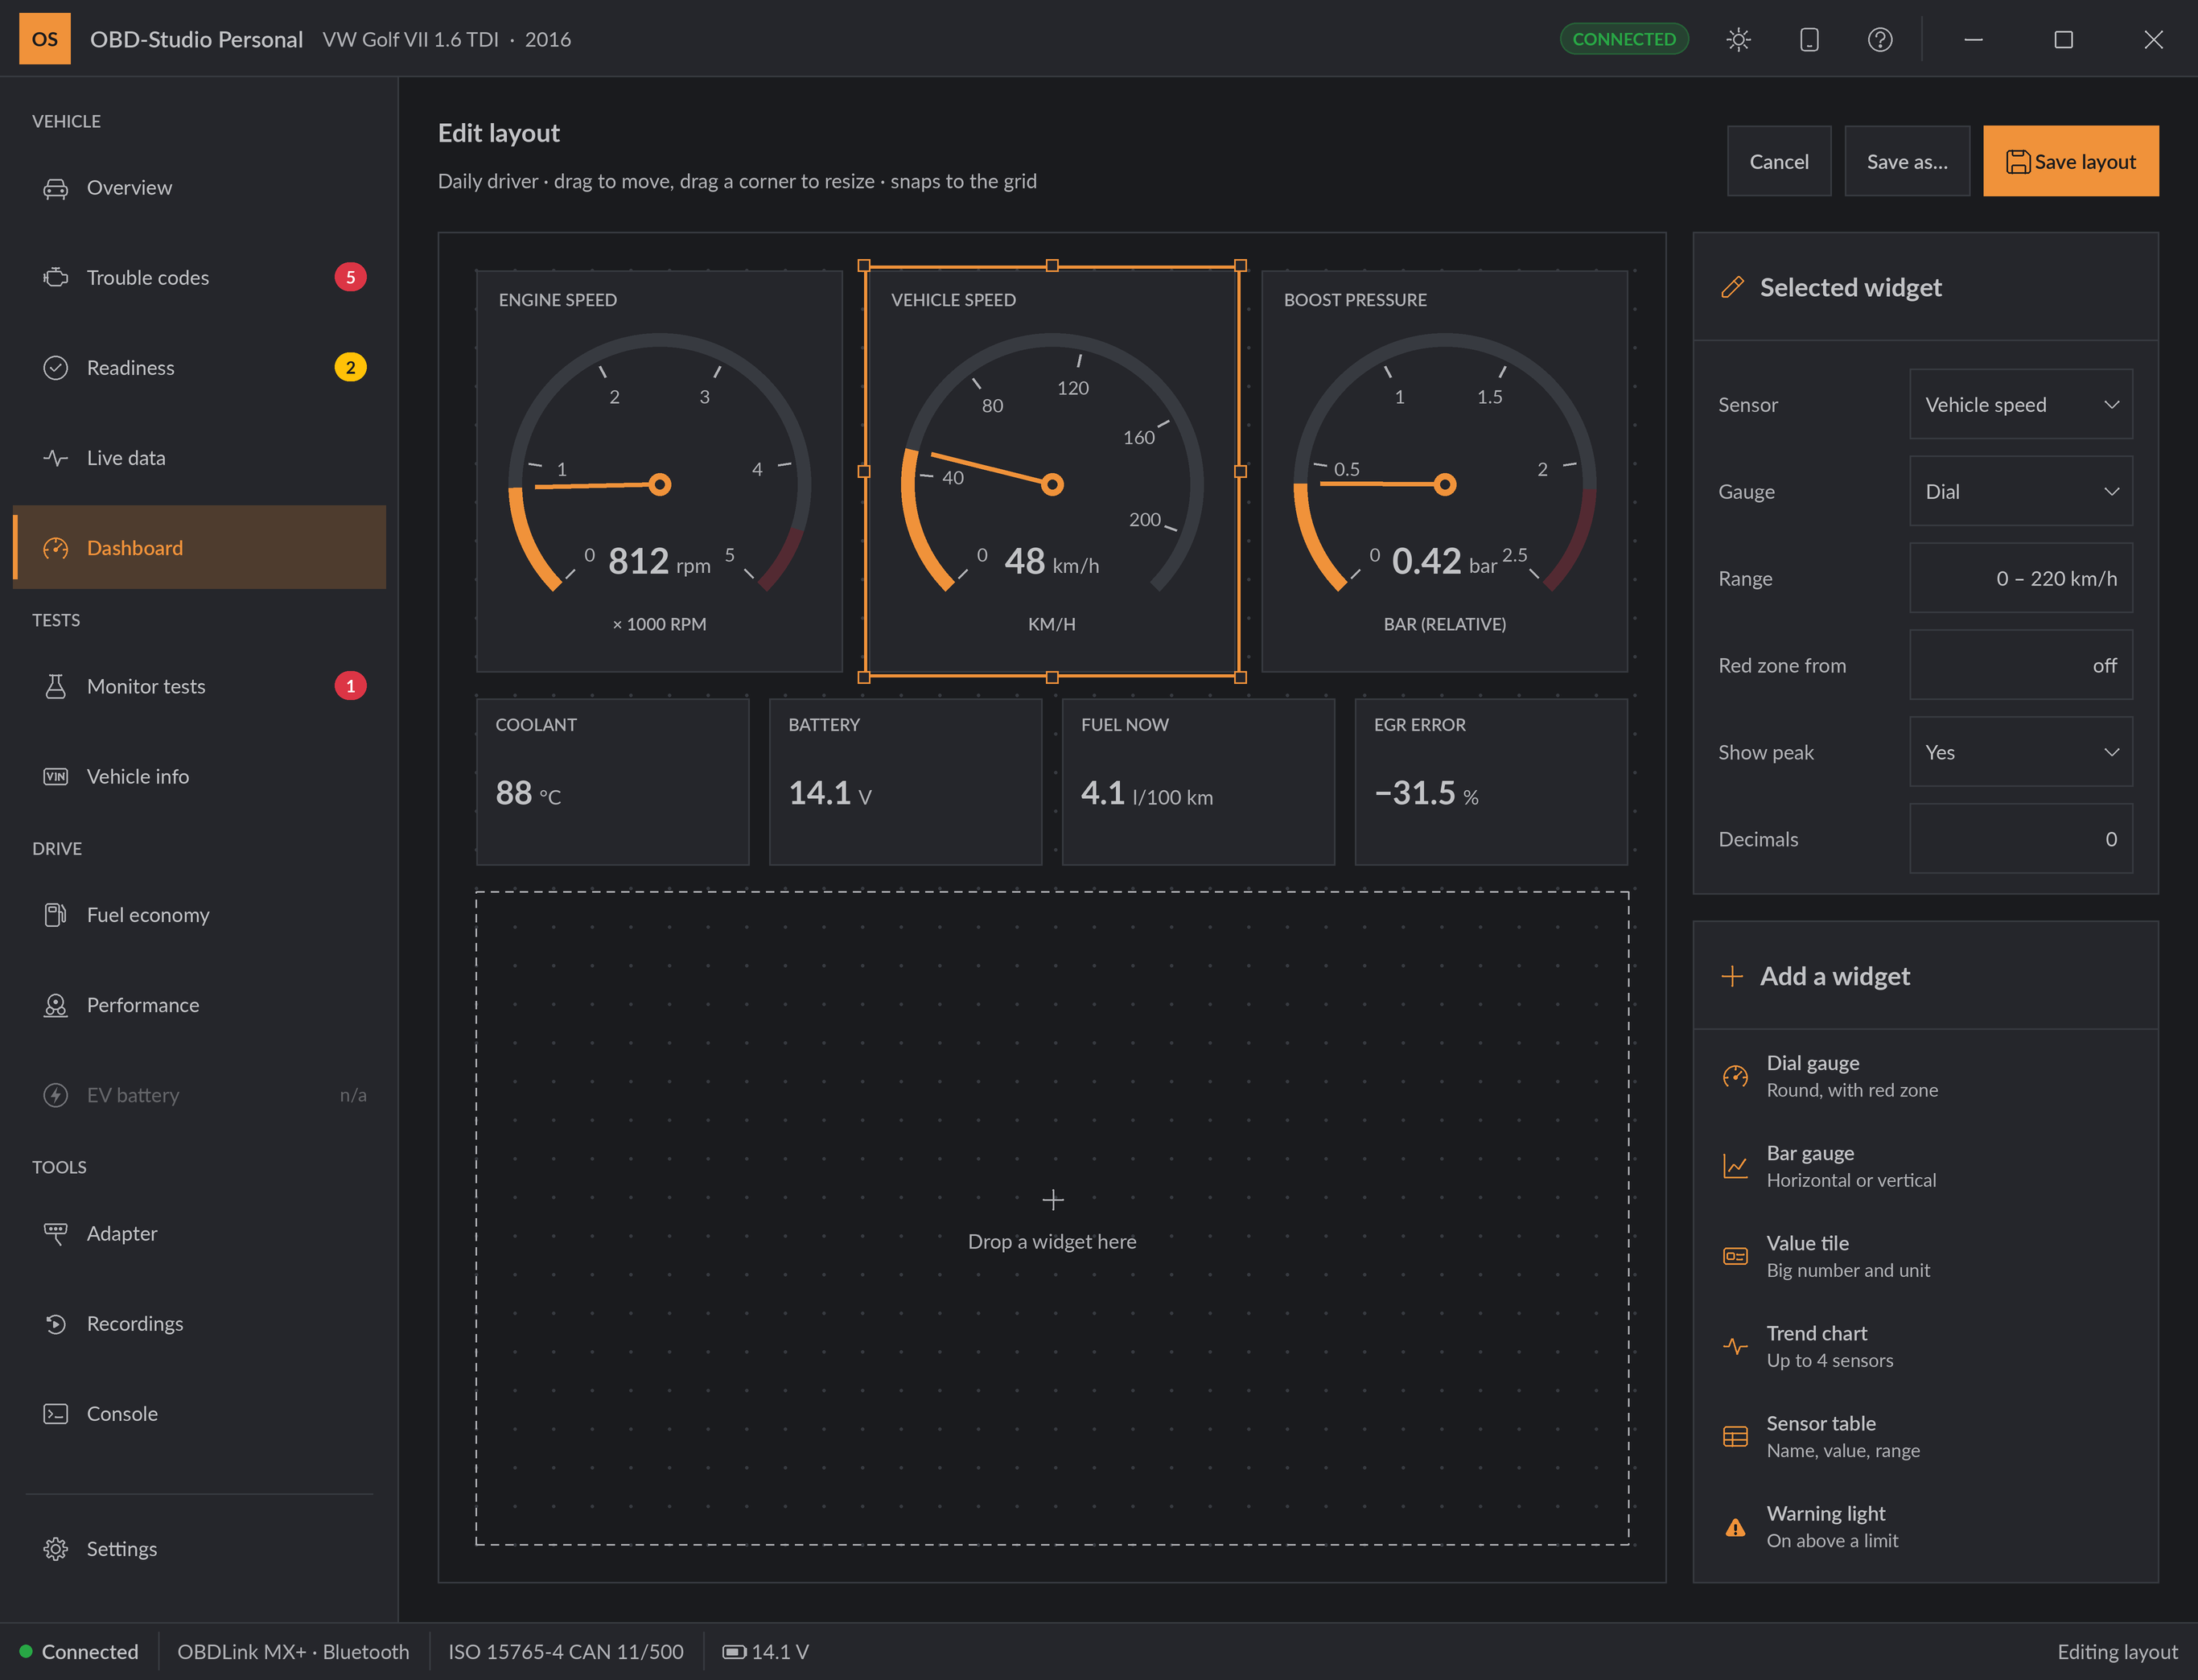 OS OBD-Studio Personal VW Golf VII 1.6 TDI · 2016 CONNECTED
VEHICLE
Overview
Trouble codes 5
Readiness 2
Live data
Dashboard
TESTS
Monitor tests 1
VIN Vehicle info
DRIVE
Fuel economy
Performance
EV battery n/a
TOOLS
Adapter
Recordings
Console
Settings
Edit layout
Daily driver · drag to move, drag a corner to resize · snaps to the grid
Cancel Save as... Save layout
ENGINE SPEED
0 1 2 3 4 5
812 rpm
× 1000 RPM
VEHICLE SPEED
0 40 80 120 160 200
48 km/h
KM/H
BOOST PRESSURE
0 0.5 1 1.5 2 2.5
0.42 bar
BAR (RELATIVE)
COOLANT
88 °C
BATTERY
14.1 V
FUEL NOW
4.1 l/100 km
EGR ERROR
−31.5 %
Drop a widget here
Selected widget
Sensor Vehicle speed
Gauge Dial
Range 0 – 220 km/h
Red zone from off
Show peak Yes
Decimals 0
Add a widget
Dial gauge
Round, with red zone
Bar gauge
Horizontal or vertical
Value tile
Big number and unit
Trend chart
Up to 4 sensors
Sensor table
Name, value, range
Warning light
On above a limit
Connected OBDLink MX+ · Bluetooth ISO 15765-4 CAN 11/500 14.1 V Editing layout